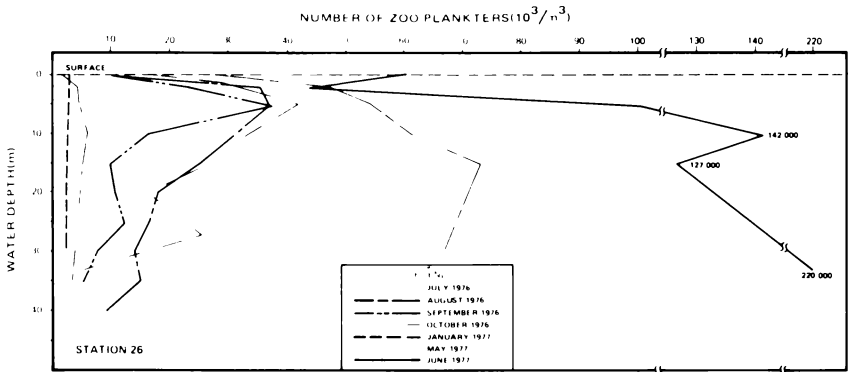 NUMBER OF ZOO PLANKTERS(10³/m³)
10 20 40 60 70 80 90 100 130 142 220
SURFACE
WATER DEPTH(m)
0
10
20
40
142 000
127 000
220 000
JULY 1976
AUGUST 1976
SEPTEMBER 1976
OCTOBER 1976
JANUARY 1977
MAY 1977
JUNE 1977
STATION 26